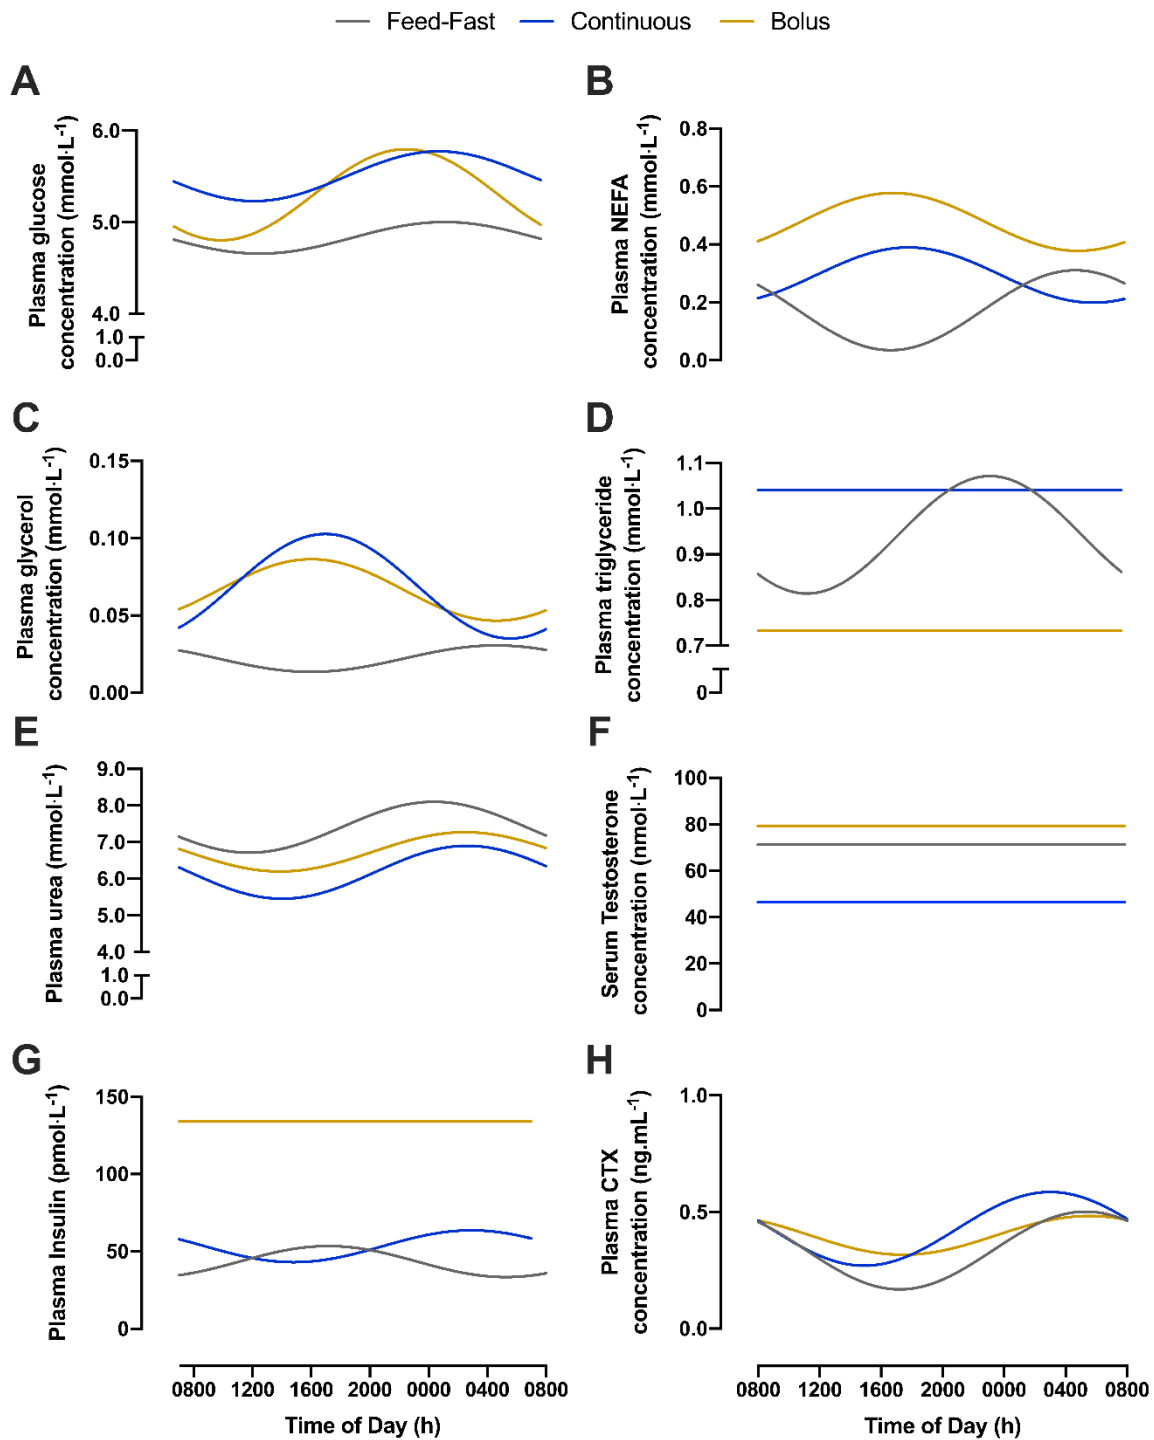 Feed-Fast Continuous Bolus
A
Plasma glucose
concentration (mmol·L⁻¹)
6.0
5.0
4.0
1.0
0.0
B
Plasma NEFA
concentration (mmol·L⁻¹)
0.8
0.6
0.4
0.2
0.0
C
Plasma glycerol
concentration (mmol·L⁻¹)
0.15
0.10
0.05
0.00
D
Plasma triglyceride
concentration (mmol·L⁻¹)
1.1
1.0
0.9
0.8
0.7
0
E
Plasma urea (mmol·L⁻¹)
9.0
8.0
7.0
6.0
5.0
4.0
1.0
0.0
F
Serum Testosterone
concentration (nmol·L⁻¹)
100
80
60
40
20
0
G
Plasma Insulin (pmol·L⁻¹)
150
100
50
0
0800 1200 1600 2000 0000 0400 0800
Time of Day (h)
H
Plasma CTX
concentration (ng.mL⁻¹)
1.0
0.5
0.0
0800 1200 1600 2000 0000 0400 0800
Time of Day (h)